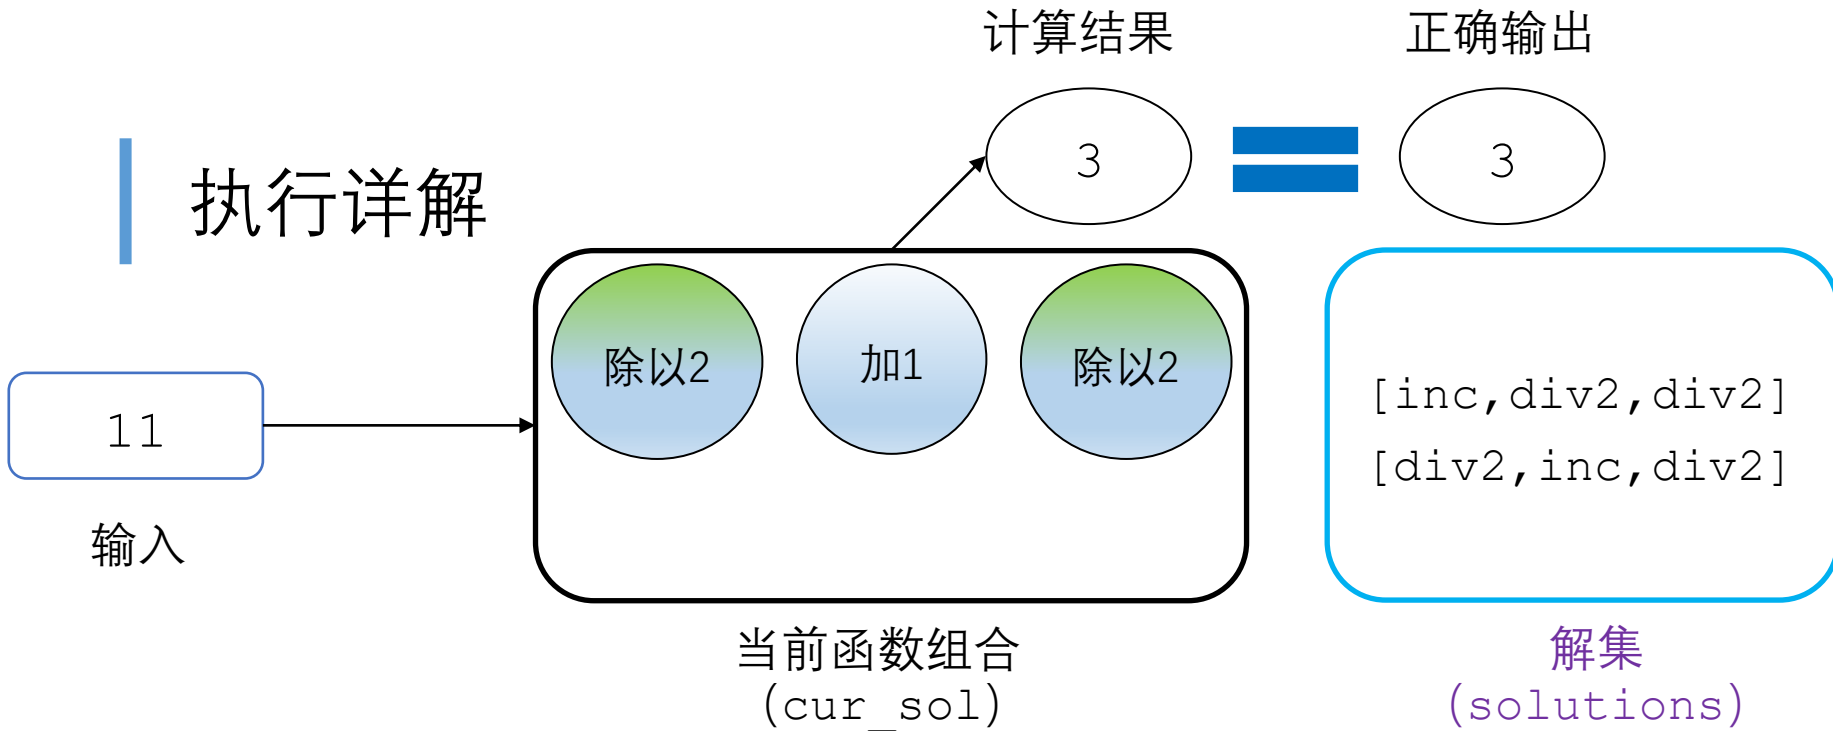 计算结果
正确输出
3
3
执行详解
除以2
加1
除以2
11
输入
[inc,div2,div2]
[div2,inc,div2]
当前函数组合
(cur_sol)
解集
(solutions)